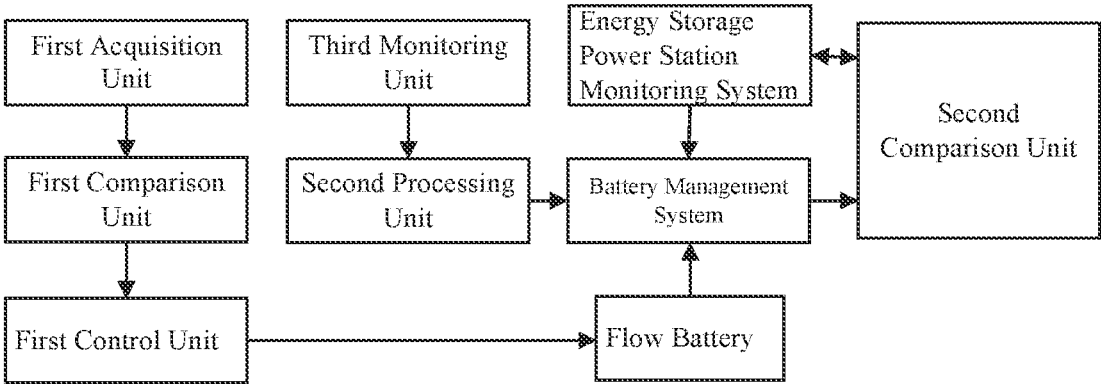 First Acquisition
Unit
Third Monitoring
Unit
Energy Storage
Power Station
Monitoring System
Second
Comparison Unit
First Comparison
Unit
Second Processing
Unit
Battery Management
System
First Control Unit
Flow Battery